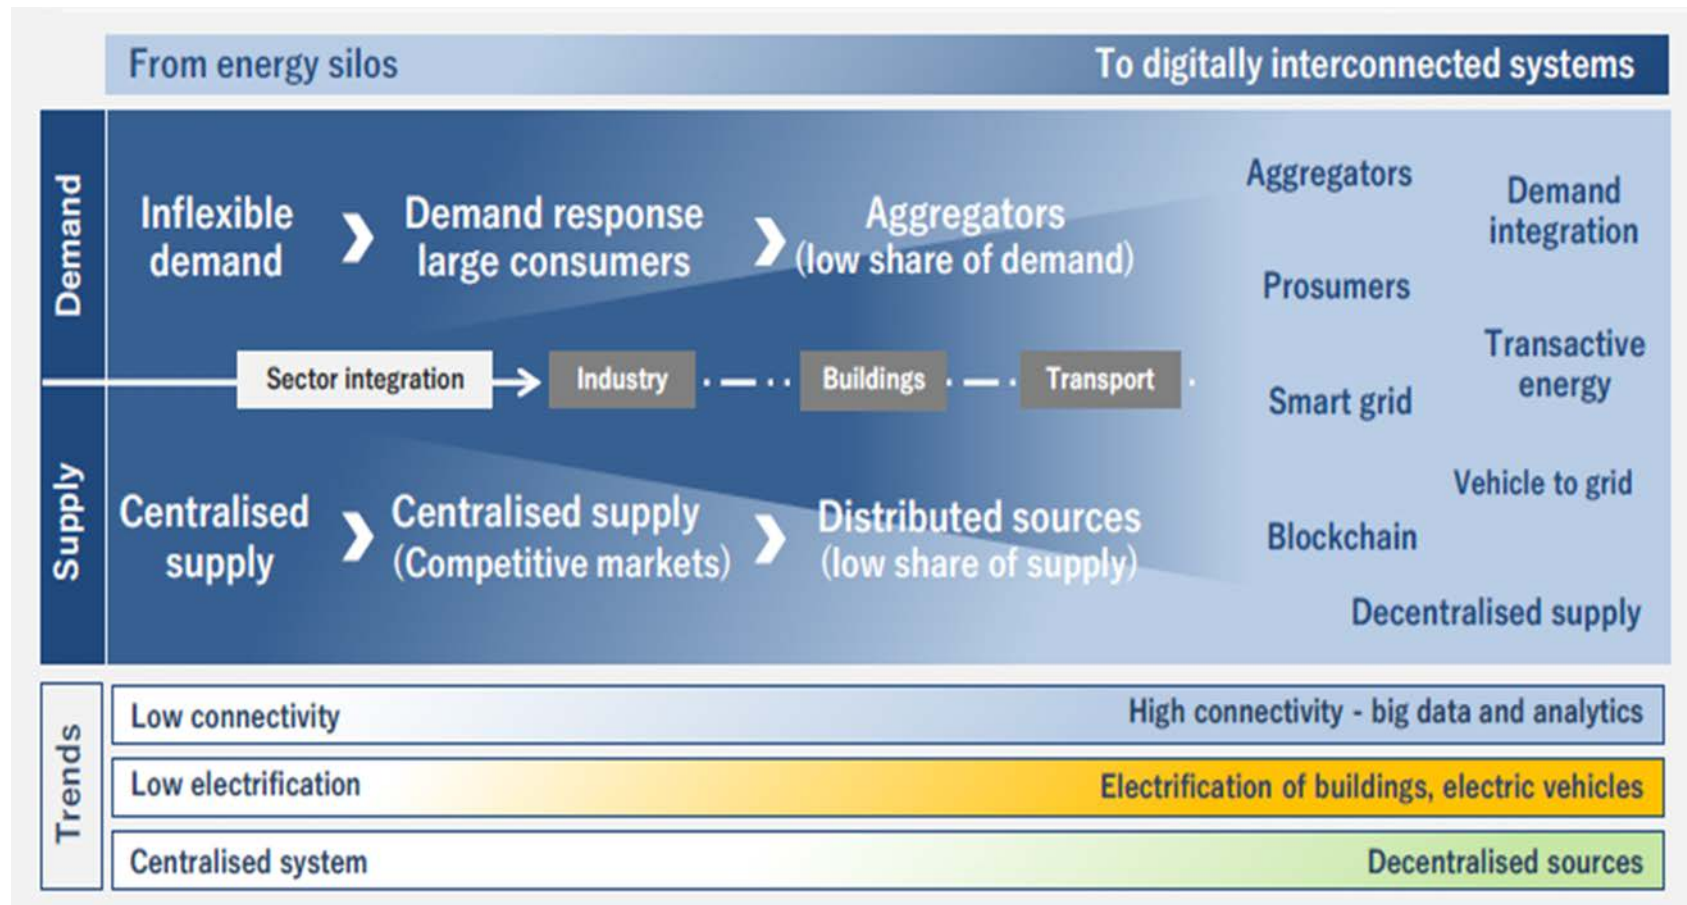 From energy silos
To digitally interconnected systems
Demand
Inflexible
demand
Demand response
large consumers
Aggregators
(low share of demand)
Aggregators
Demand
integration
Prosumers
Transactive
energy
Sector integration
Industry
Buildings
Transport
Smart grid
Supply
Centralised
supply
Centralised supply
(Competitive markets)
Distributed sources
(low share of supply)
Vehicle to grid
Blockchain
Decentralised supply
Trends
Low connectivity
High connectivity - big data and analytics
Low electrification
Electrification of buildings, electric vehicles
Centralised system
Decentralised sources